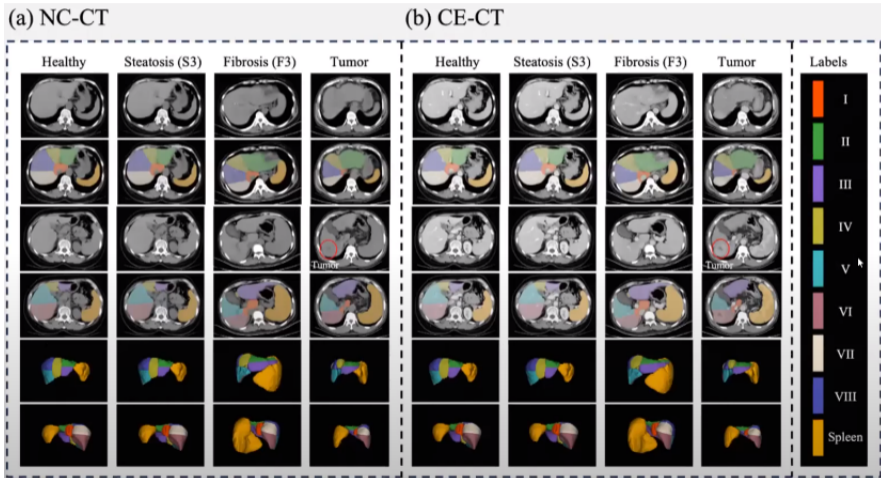 (a) NC-CT
(b) CE-CT
Healthy Steatosis (S3) Fibrosis (F3) Tumor
Healthy Steatosis (S3) Fibrosis (F3) Tumor
Labels
Tumor
Tumor
I
II
III
IV
V
VI
VII
VIII
Spleen